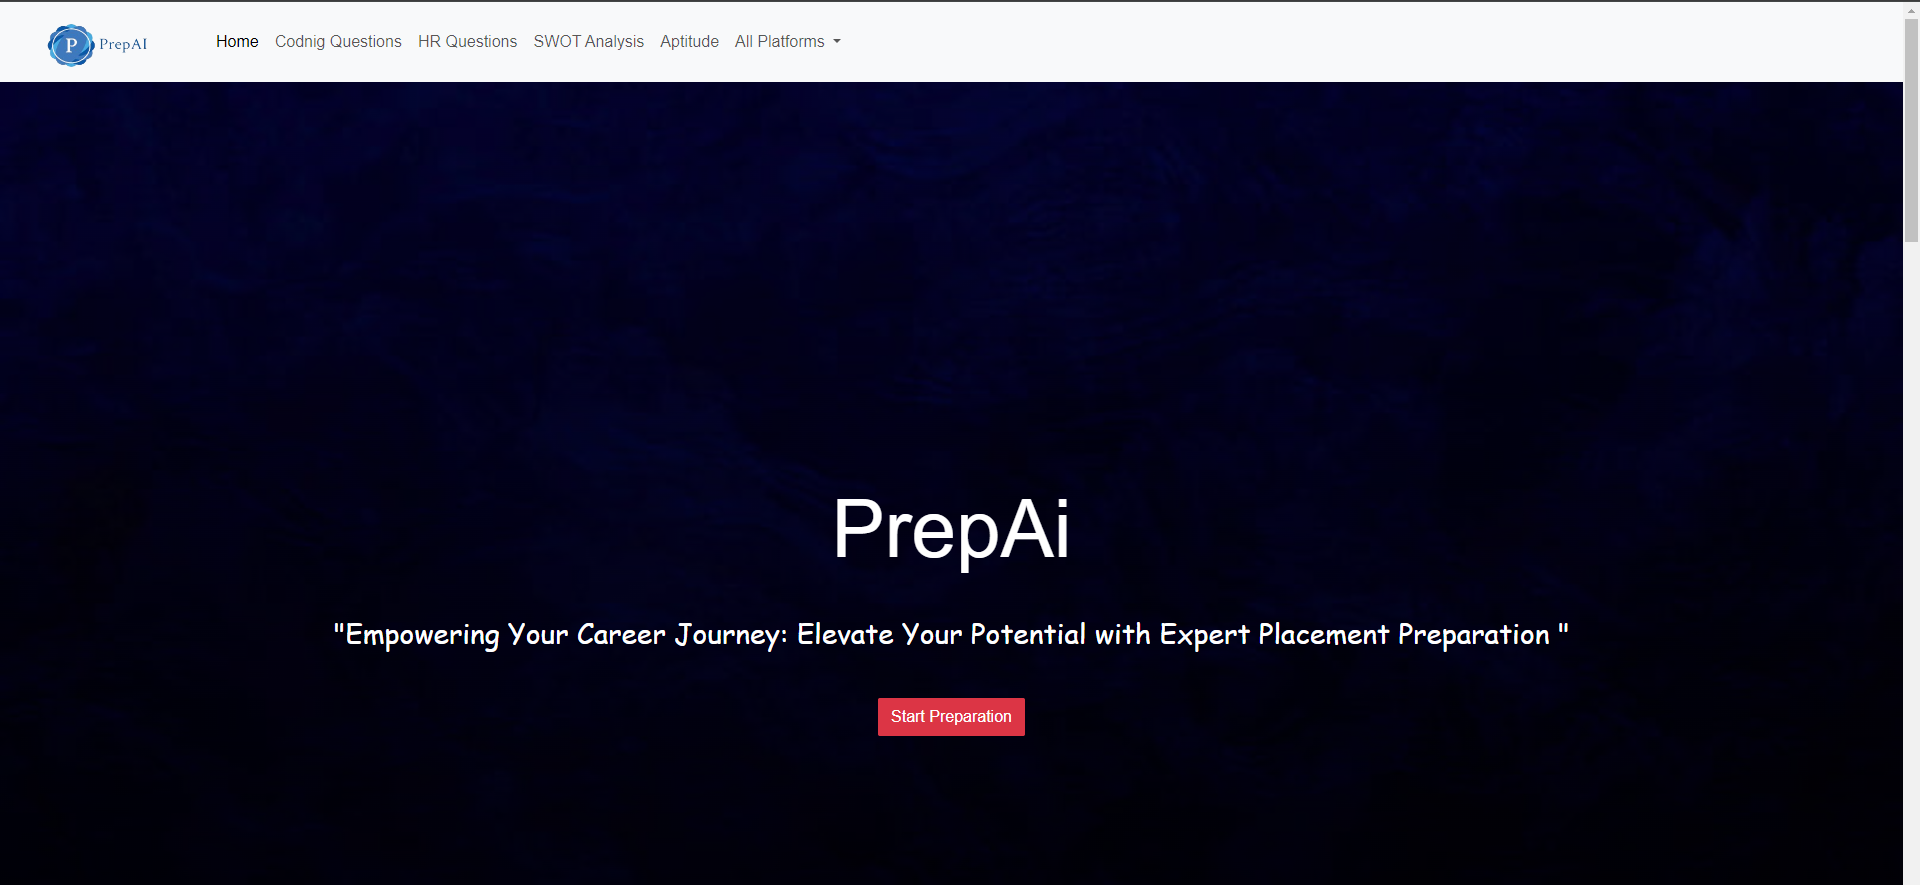 P PrepAI
Home Codnig Questions HR Questions SWOT Analysis Aptitude All Platforms
PrepAi
"Empowering Your Career Journey: Elevate Your Potential with Expert Placement Preparation "
Start Preparation